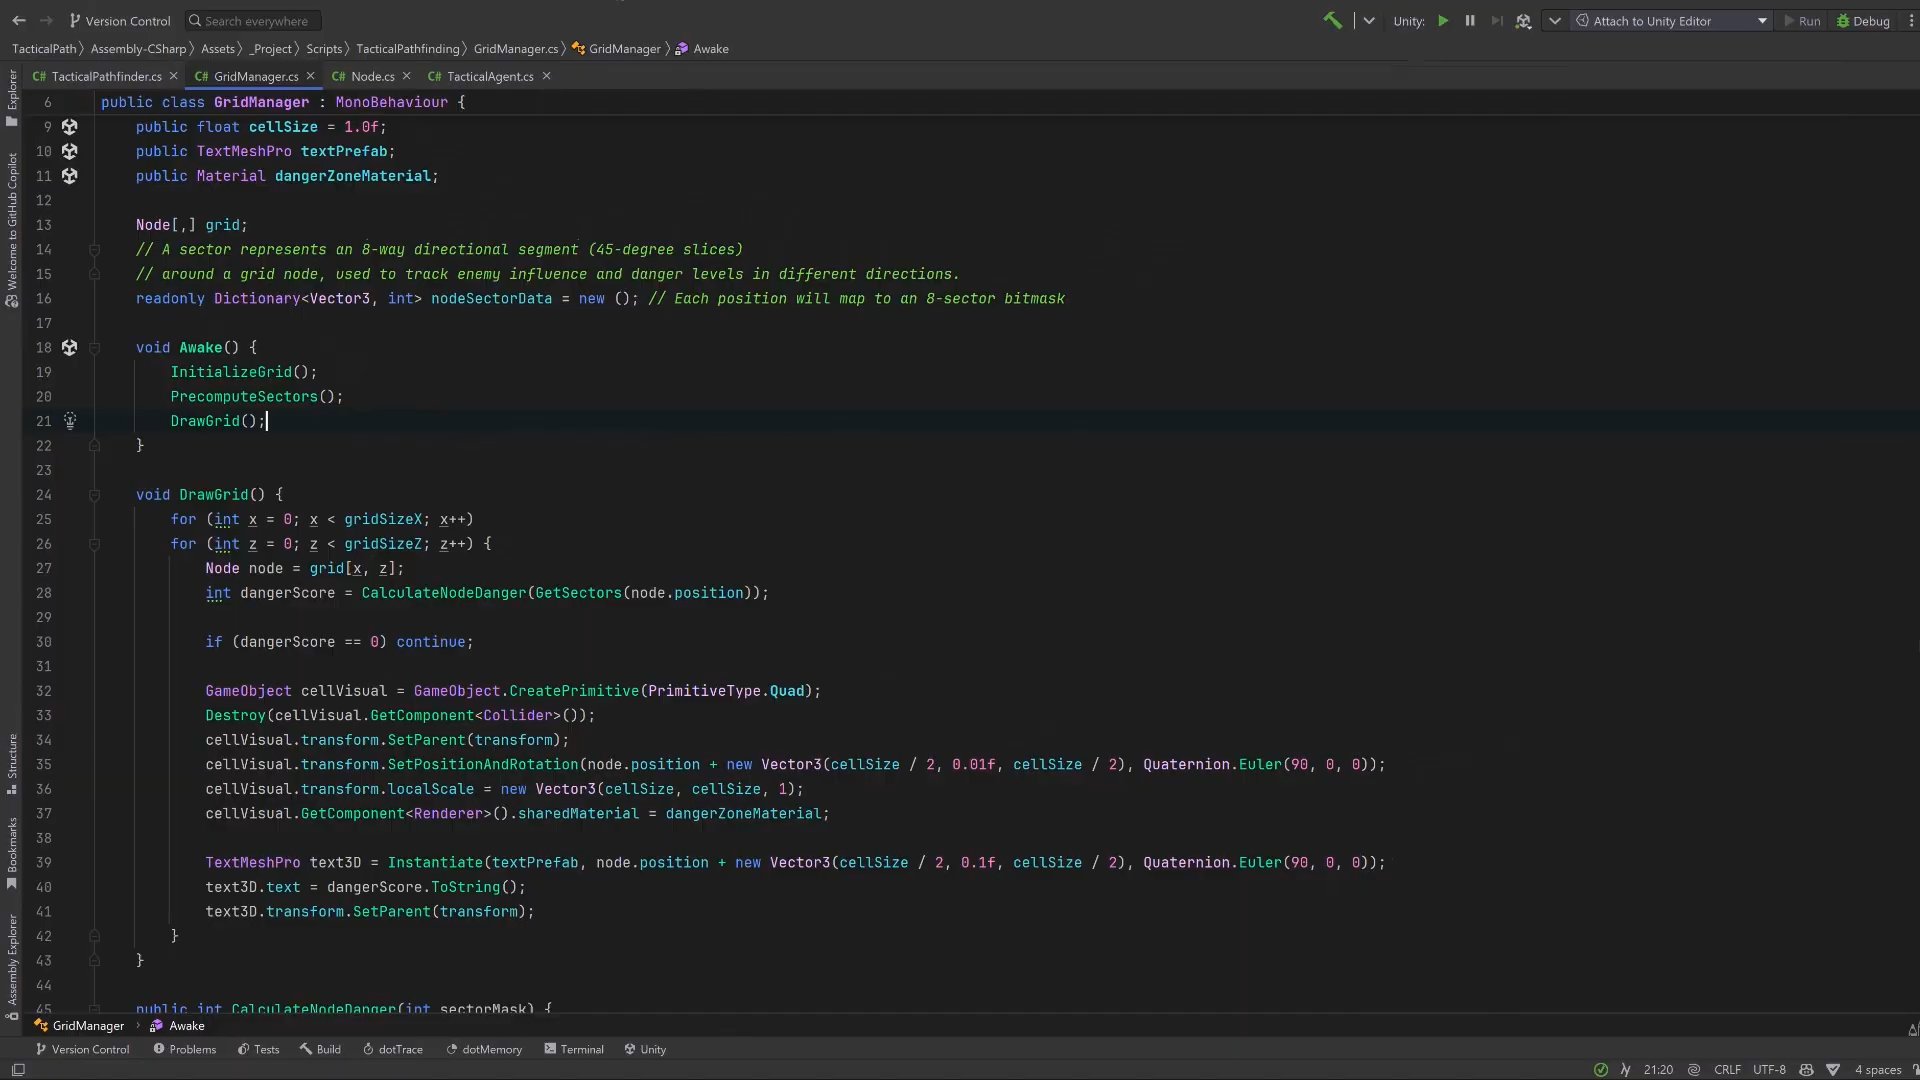 Version Control
Search everywhere
Unity:
Attach to Unity Editor
Run
Debug
TacticalPath
Assembly-CSharp
Assets
_Project
Scripts
TacticalPathfinding
GridManager.cs
GridManager
Awake
C# TacticalPathfinder.cs
C# GridManager.cs
C# Node.cs
C# TacticalAgent.cs
Explorer
Welcome to GitHub Copilot
Structure
Bookmarks
Assembly Explorer
6 public class GridManager : MonoBehaviour {
9 public float cellSize = 1.0f;
10 public TextMeshPro textPrefab;
11 public Material dangerZoneMaterial;
12
13 Node[,] grid;
14 // A sector represents an 8-way directional segment (45-degree slices)
15 // around a grid node, used to track enemy influence and danger levels in different directions.
16 readonly Dictionary<Vector3, int> nodeSectorData = new (); // Each position will map to an 8-sector bitmask
17
18 void Awake() {
19 InitializeGrid();
20 PrecomputeSectors();
21 DrawGrid();
22 }
23
24 void DrawGrid() {
25 for (int x = 0; x < gridSizeX; x++)
26 for (int z = 0; z < gridSizeZ; z++) {
27 Node node = grid[x, z];
28 int dangerScore = CalculateNodeDanger(GetSectors(node.position));
29
30 if (dangerScore == 0) continue;
31
32 GameObject cellVisual = GameObject.CreatePrimitive(PrimitiveType.Quad);
33 Destroy(cellVisual.GetComponent<Collider>());
34 cellVisual.transform.SetParent(transform);
35 cellVisual.transform.SetPositionAndRotation(node.position + new Vector3(cellSize / 2, 0.01f, cellSize / 2), Quaternion.Euler(90, 0, 0));
36 cellVisual.transform.localScale = new Vector3(cellSize, cellSize, 1);
37 cellVisual.GetComponent<Renderer>().sharedMaterial = dangerZoneMaterial;
38
39 TextMeshPro text3D = Instantiate(textPrefab, node.position + new Vector3(cellSize / 2, 0.1f, cellSize / 2), Quaternion.Euler(90, 0, 0));
40 text3D.text = dangerScore.ToString();
41 text3D.transform.SetParent(transform);
42 }
43 }
44
45 public int CalculateNodeDanger(int sectorMask) {
GridManager
Awake
Version Control
Problems
Tests
Build
dotTrace
dotMemory
Terminal
Unity
21:20
CRLF
UTF-8
4 spaces